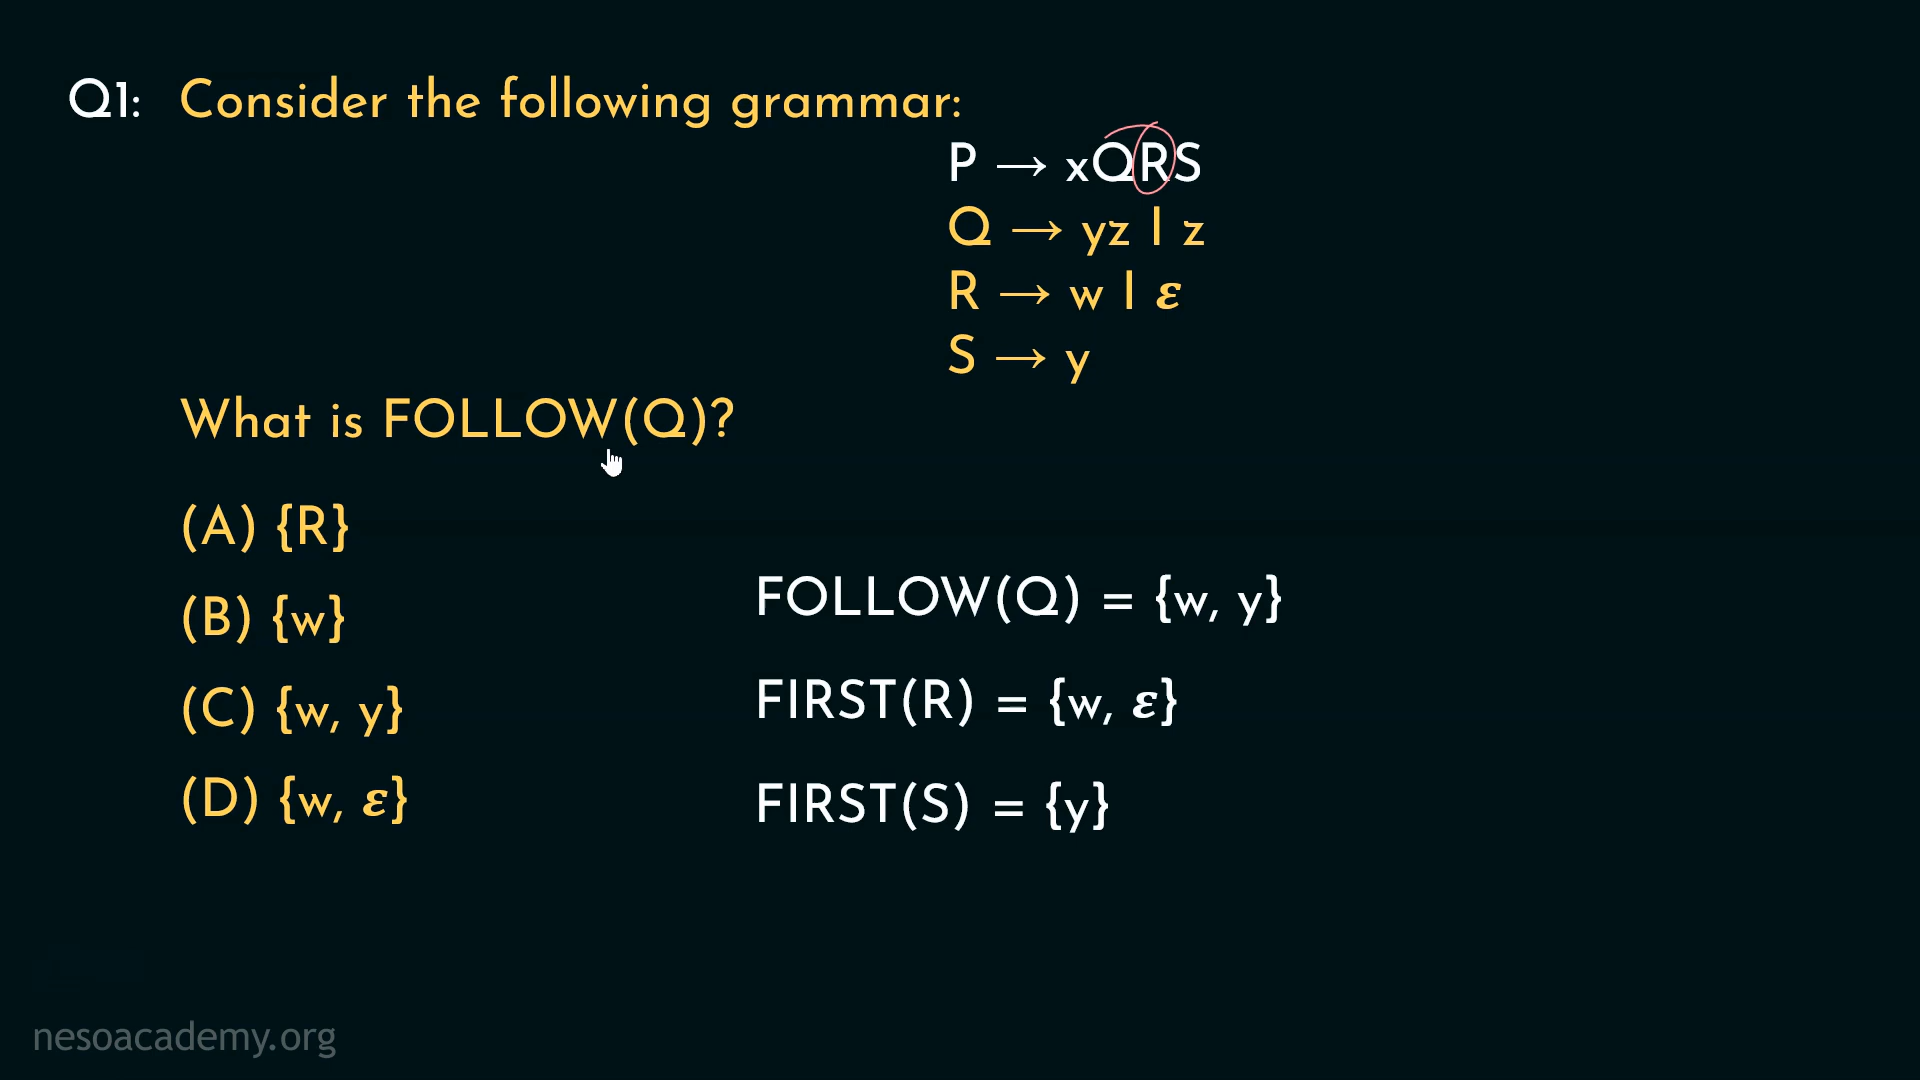 Q1: Consider the following grammar:
P → xQRS
Q → yz | z
R → w | ε
S → y
What is FOLLOW(Q)?
(A) {R}
(B) {w}
(C) {w, y}
(D) {w, ε}
FOLLOW(Q) = {w, y}
FIRST(R) = {w, ε}
FIRST(S) = {y}
nesoacademy.org